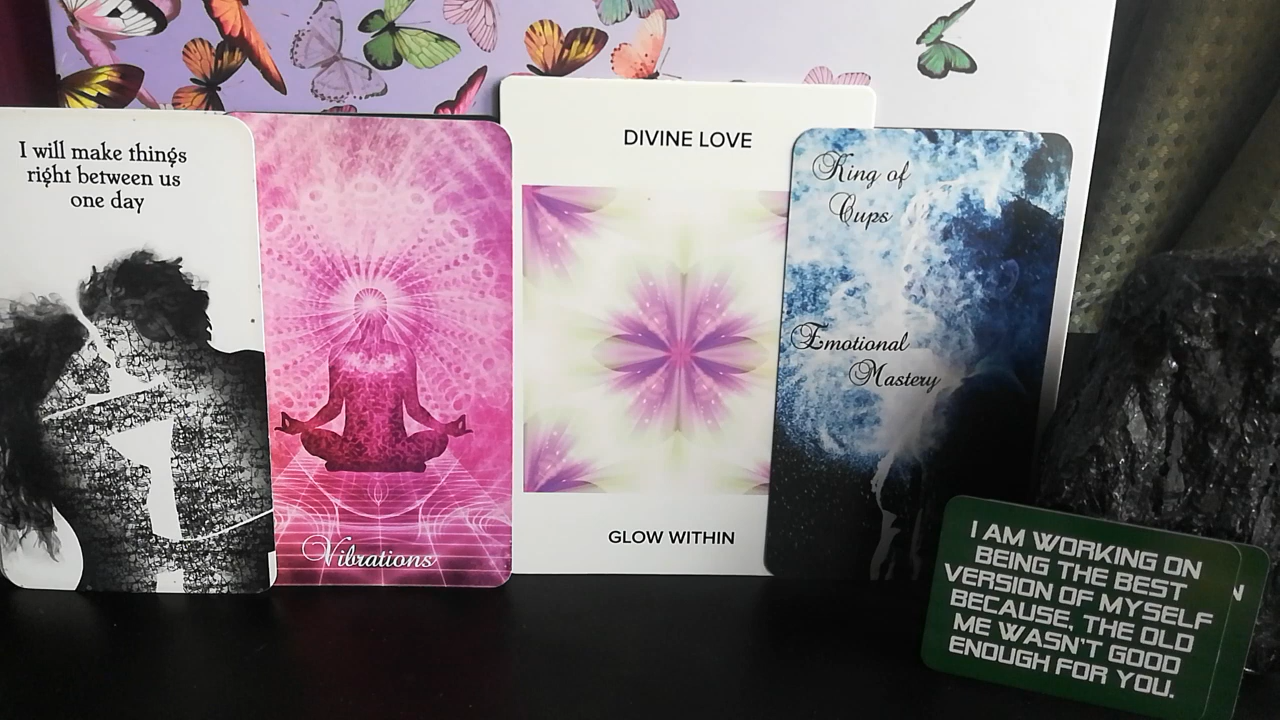 I will make things
right between us
one day
Vibrations
DIVINE LOVE
GLOW WITHIN
King of
Cups
Emotional
Mastery
I AM WORKING ON
BEING THE BEST
VERSION OF MYSELF
BECAUSE, THE OLD
ME WASN'T GOOD
ENOUGH FOR YOU.